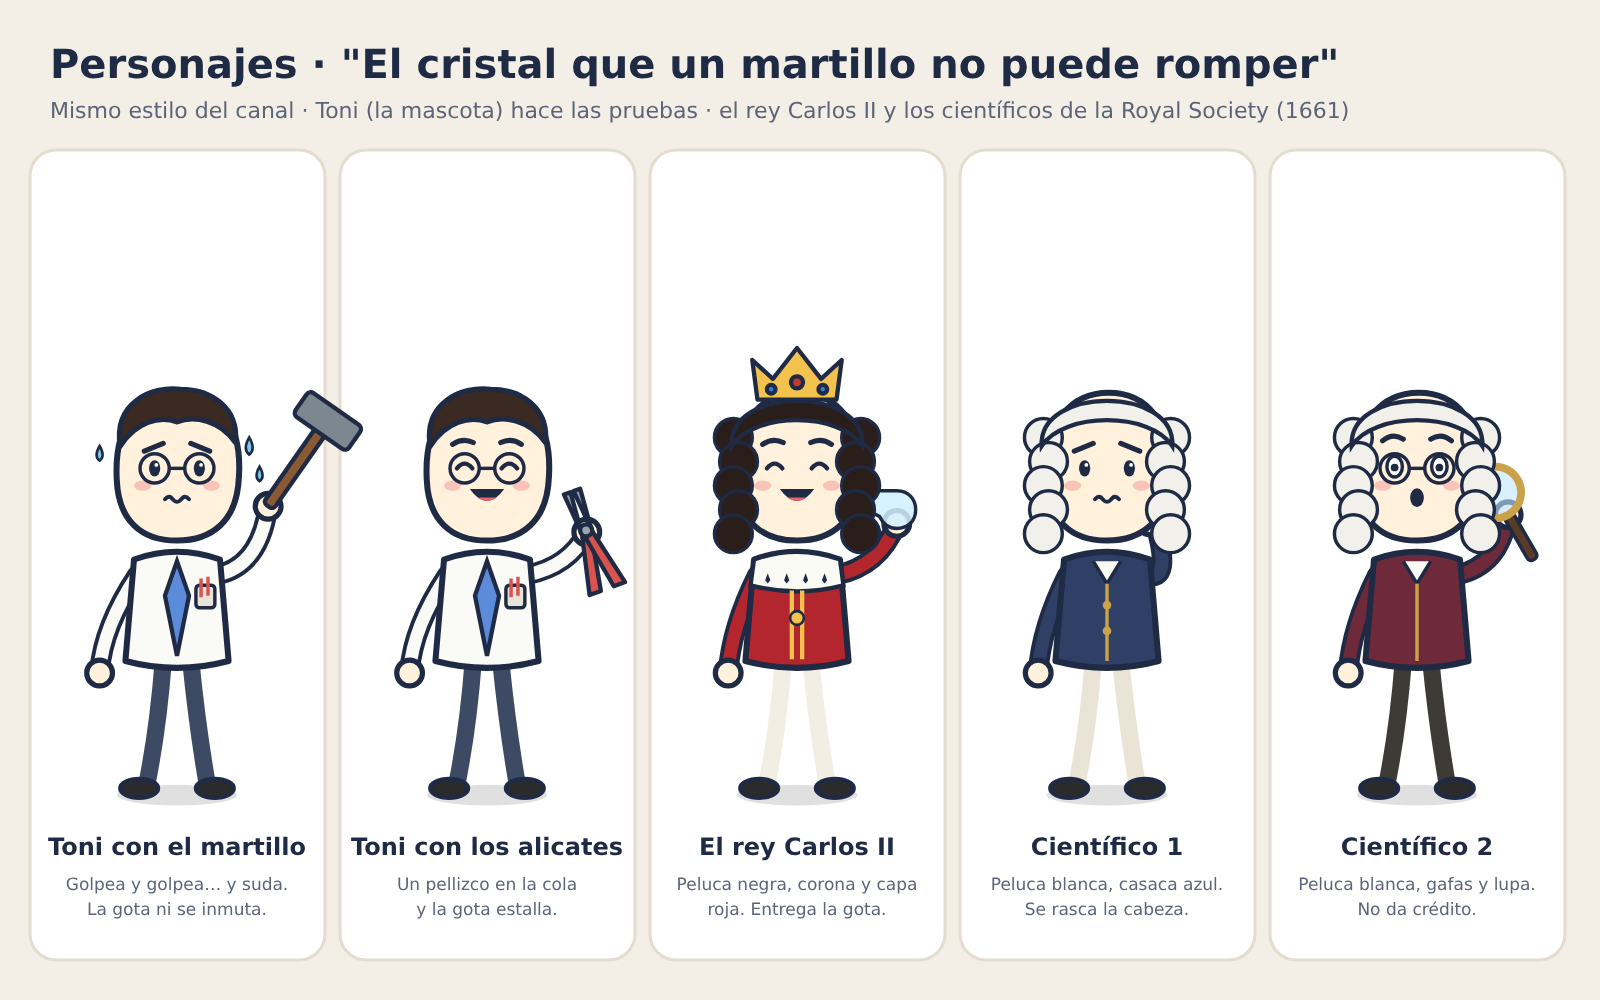 Personajes · "El cristal que un martillo no puede romper"
Mismo estilo del canal · Toni (la mascota) hace las pruebas · el rey Carlos II y los científicos de la Royal Society (1661)
Toni con el martillo
Golpea y golpea… y suda.
La gota ni se inmuta.
Toni con los alicates
Un pellizco en la cola
y la gota estalla.
El rey Carlos II
Peluca negra, corona y capa
roja. Entrega la gota.
Científico 1
Peluca blanca, casaca azul.
Se rasca la cabeza.
Científico 2
Peluca blanca, gafas y lupa.
No da crédito.